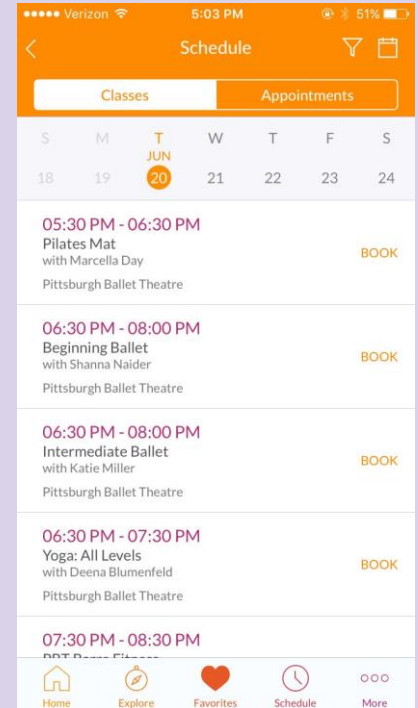 Verizon 5:03 PM 51%
Schedule
Classes Appointments
S M T W T F S
JUN
18 19 20 21 22 23 24
05:30 PM - 06:30 PM
Pilates Mat
with Marcella Day
BOOK
Pittsburgh Ballet Theatre
06:30 PM - 08:00 PM
Beginning Ballet
with Shanna Naider
BOOK
Pittsburgh Ballet Theatre
06:30 PM - 08:00 PM
Intermediate Ballet
with Katie Miller
BOOK
Pittsburgh Ballet Theatre
06:30 PM - 07:30 PM
Yoga: All Levels
with Deena Blumenfeld
BOOK
Pittsburgh Ballet Theatre
07:30 PM - 08:30 PM
Home Explore Favorites Schedule More